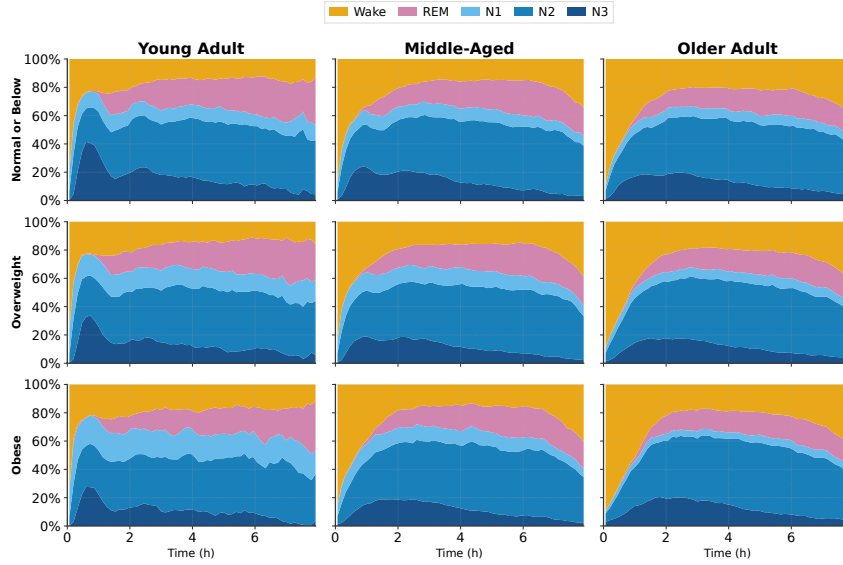 Wake REM N1 N2 N3
Young Adult Middle-Aged Older Adult
Normal or Below
100%
80%
60%
40%
20%
0%
Overweight
100%
80%
60%
40%
20%
0%
Obese
100%
80%
60%
40%
20%
0%
0 2 4 6 0 2 4 6 0 2 4 6
Time (h) Time (h) Time (h)